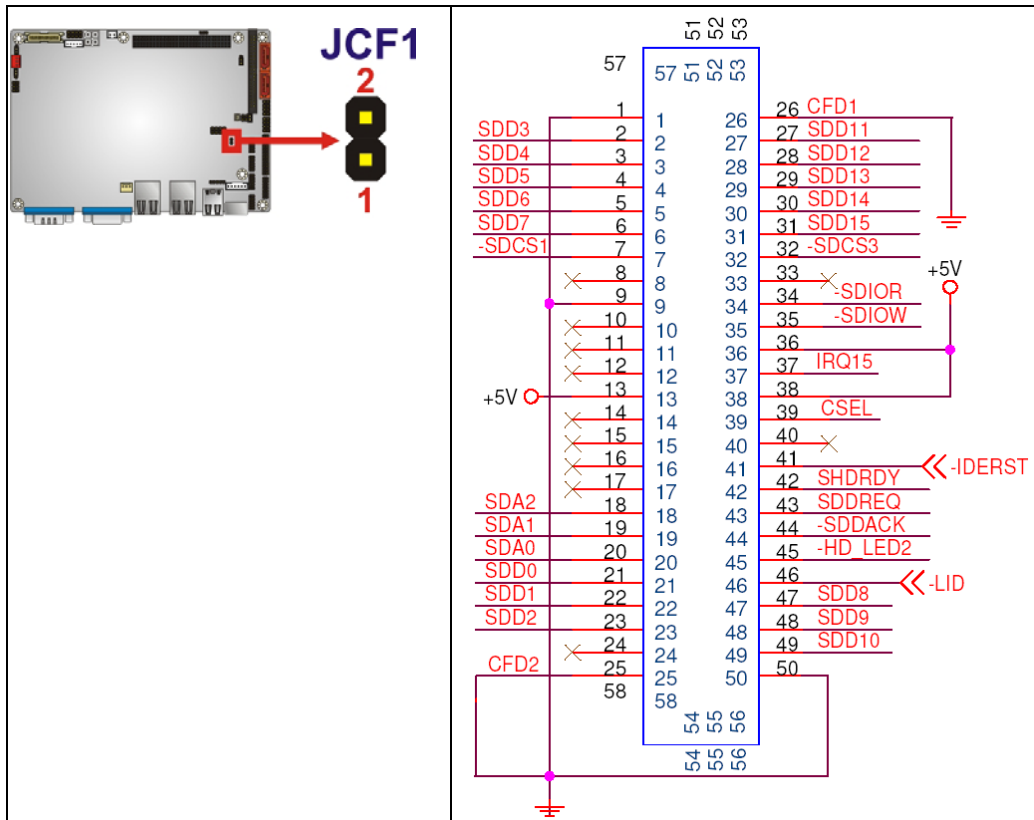 JCF1
2
1
51 52 53
57 57 51 52 53
1 1 26 26 CFD1
SDD3 2 2 27 27 SDD11
SDD4 3 3 28 28 SDD12
SDD5 4 4 29 29 SDD13
SDD6 5 5 30 30 SDD14
SDD7 6 6 31 31 SDD15
-SDCS1 7 7 32 32 -SDCS3
8 8 33 33 +5V
9 9 34 34 -SDIOR
10 10 35 35 -SDIOW
11 11 36 36
12 12 37 37 IRQ15
+5V 13 13 38 38
14 14 39 39 CSEL
15 15 40 40
16 16 41 41 -IDERST
17 17 42 42 SHDRDY
SDA2 18 18 43 43 SDDREQ
SDA1 19 19 44 44 -SDDACK
SDA0 20 20 45 45 -HD_LED2
SDD0 21 21 46 46 -LID
SDD1 22 22 47 47 SDD8
SDD2 23 23 48 48 SDD9
24 24 49 49 SDD10
CFD2 25 25 50 50
58 58 54 55 56
54 55 56